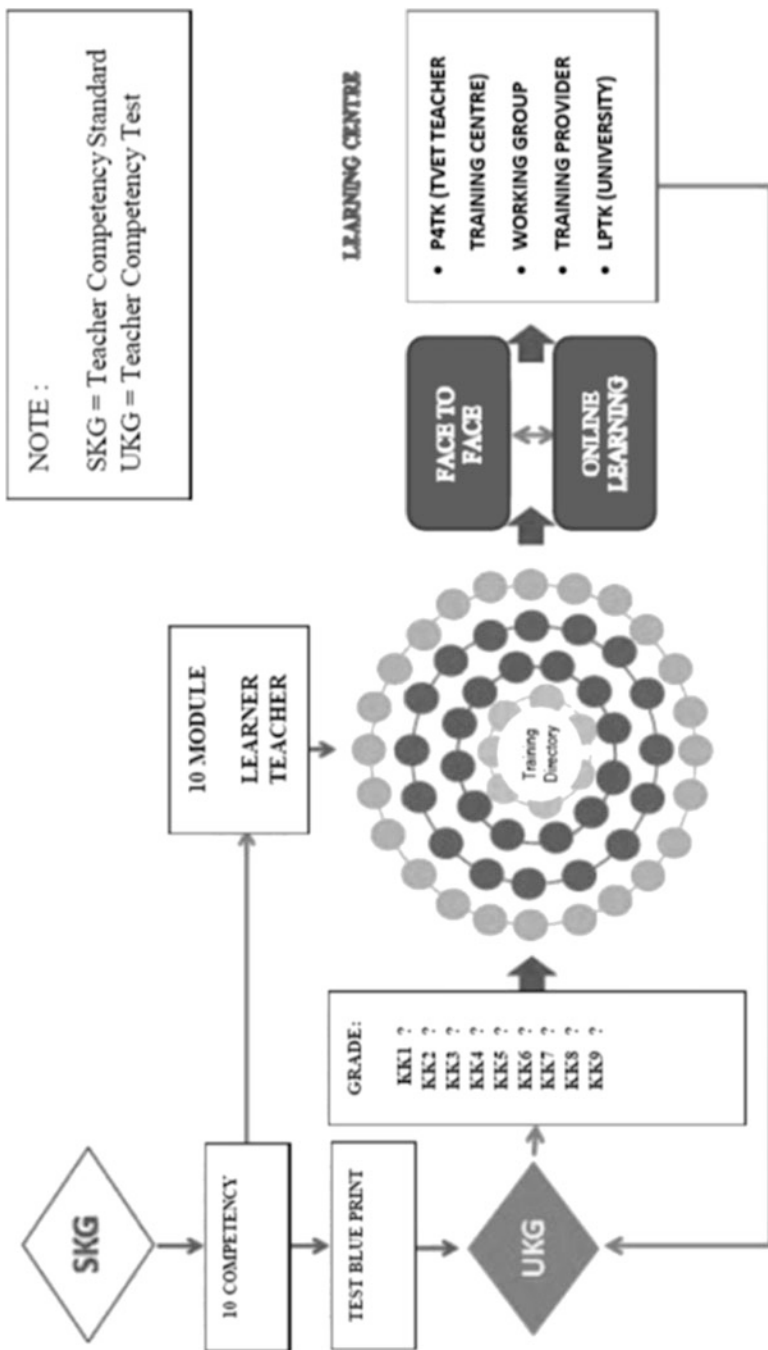 NOTE :
SKG = Teacher Competency Standard
UKG = Teacher Competency Test
SKG
10 COMPETENCY
TEST BLUE PRINT
UKG
10 MODULE
LEARNER
TEACHER
GRADE:
KK1 ?
KK2 ?
KK3 ?
KK4 ?
KK5 ?
KK6 ?
KK7 ?
KK8 ?
KK9 ?
Training
Directory
FACE TO
FACE
ONLINE
LEARNING
LEARNING CENTRE
• P4TK (TVET TEACHER
TRAINING CENTRE)
• WORKING GROUP
• TRAINING PROVIDER
• LPTK (UNIVERSITY)